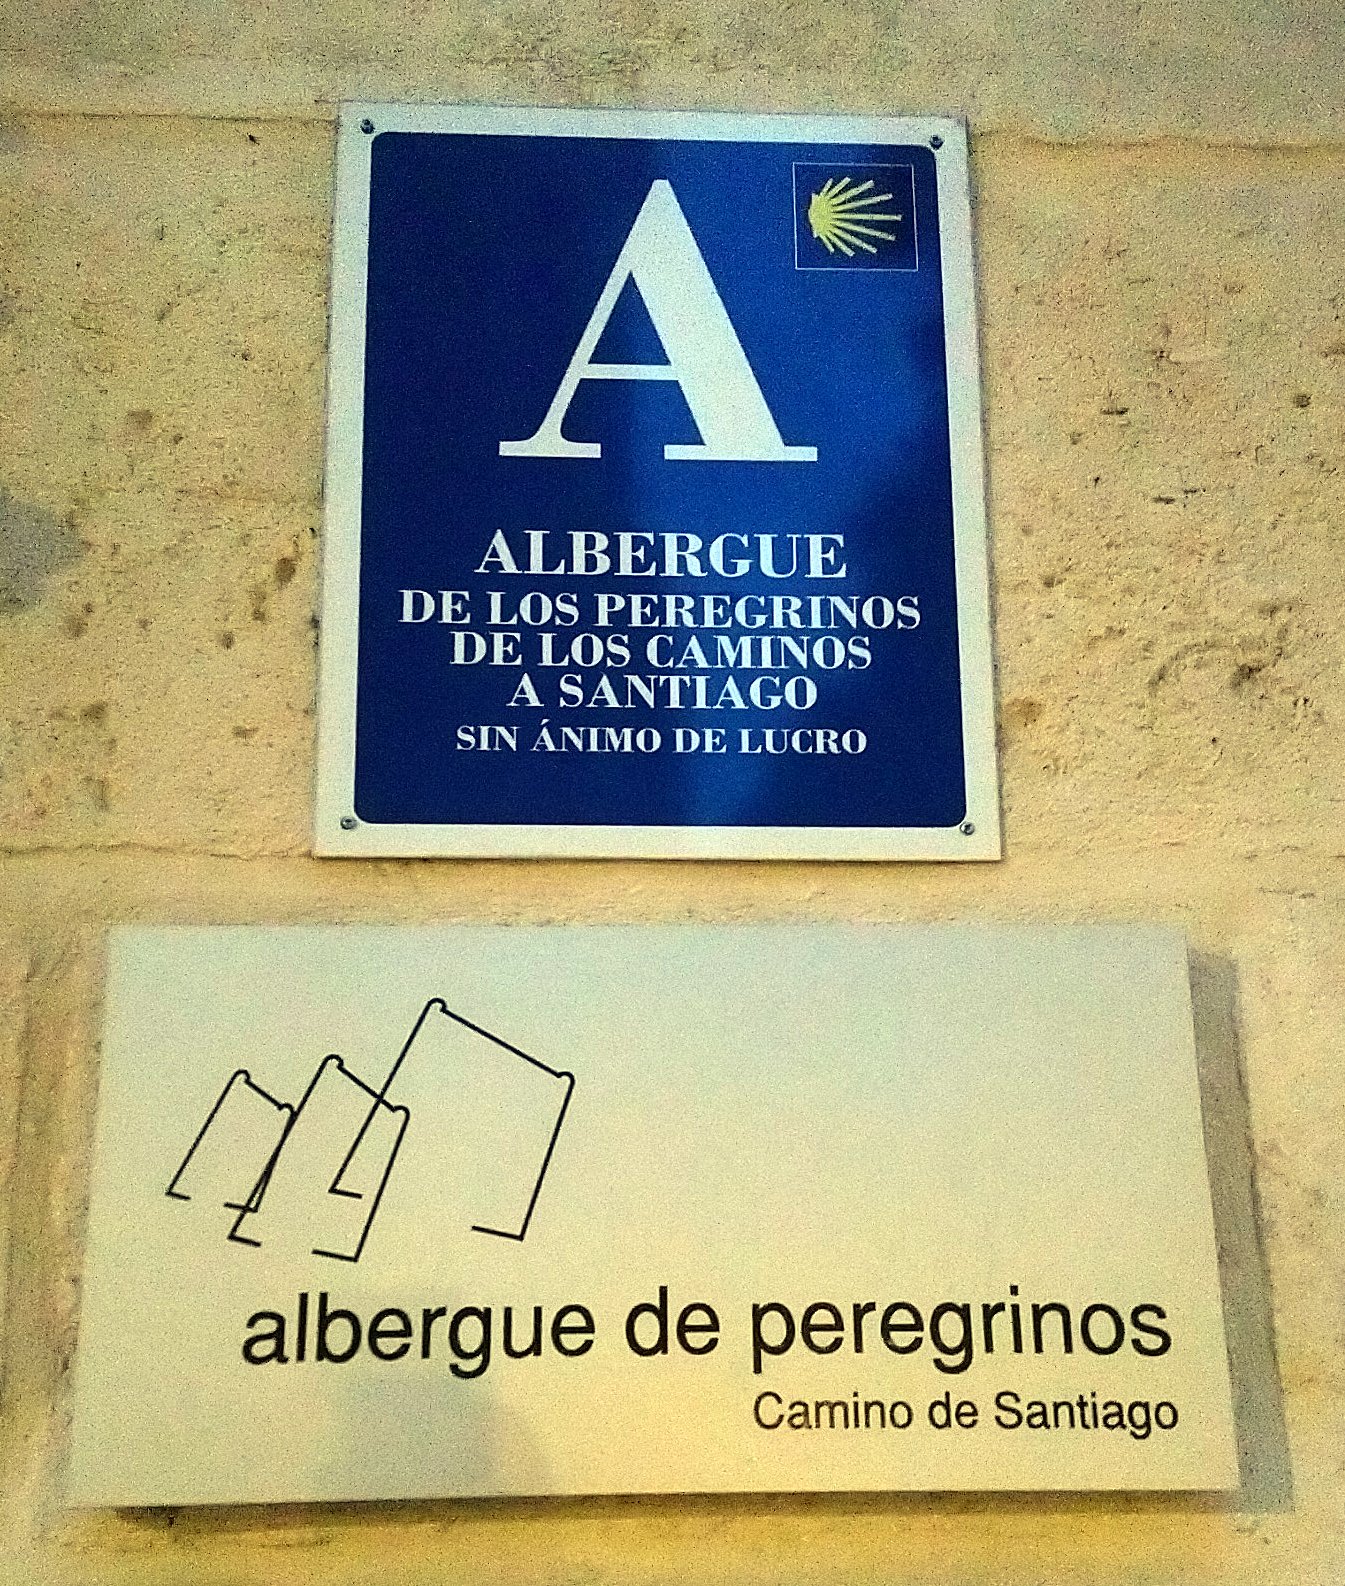 A
ALBERGUE
DE LOS PEREGRINOS
DE LOS CAMINOS
A SANTIAGO
SIN ÁNIMO DE LUCRO
albergue de peregrinos
Camino de Santiago